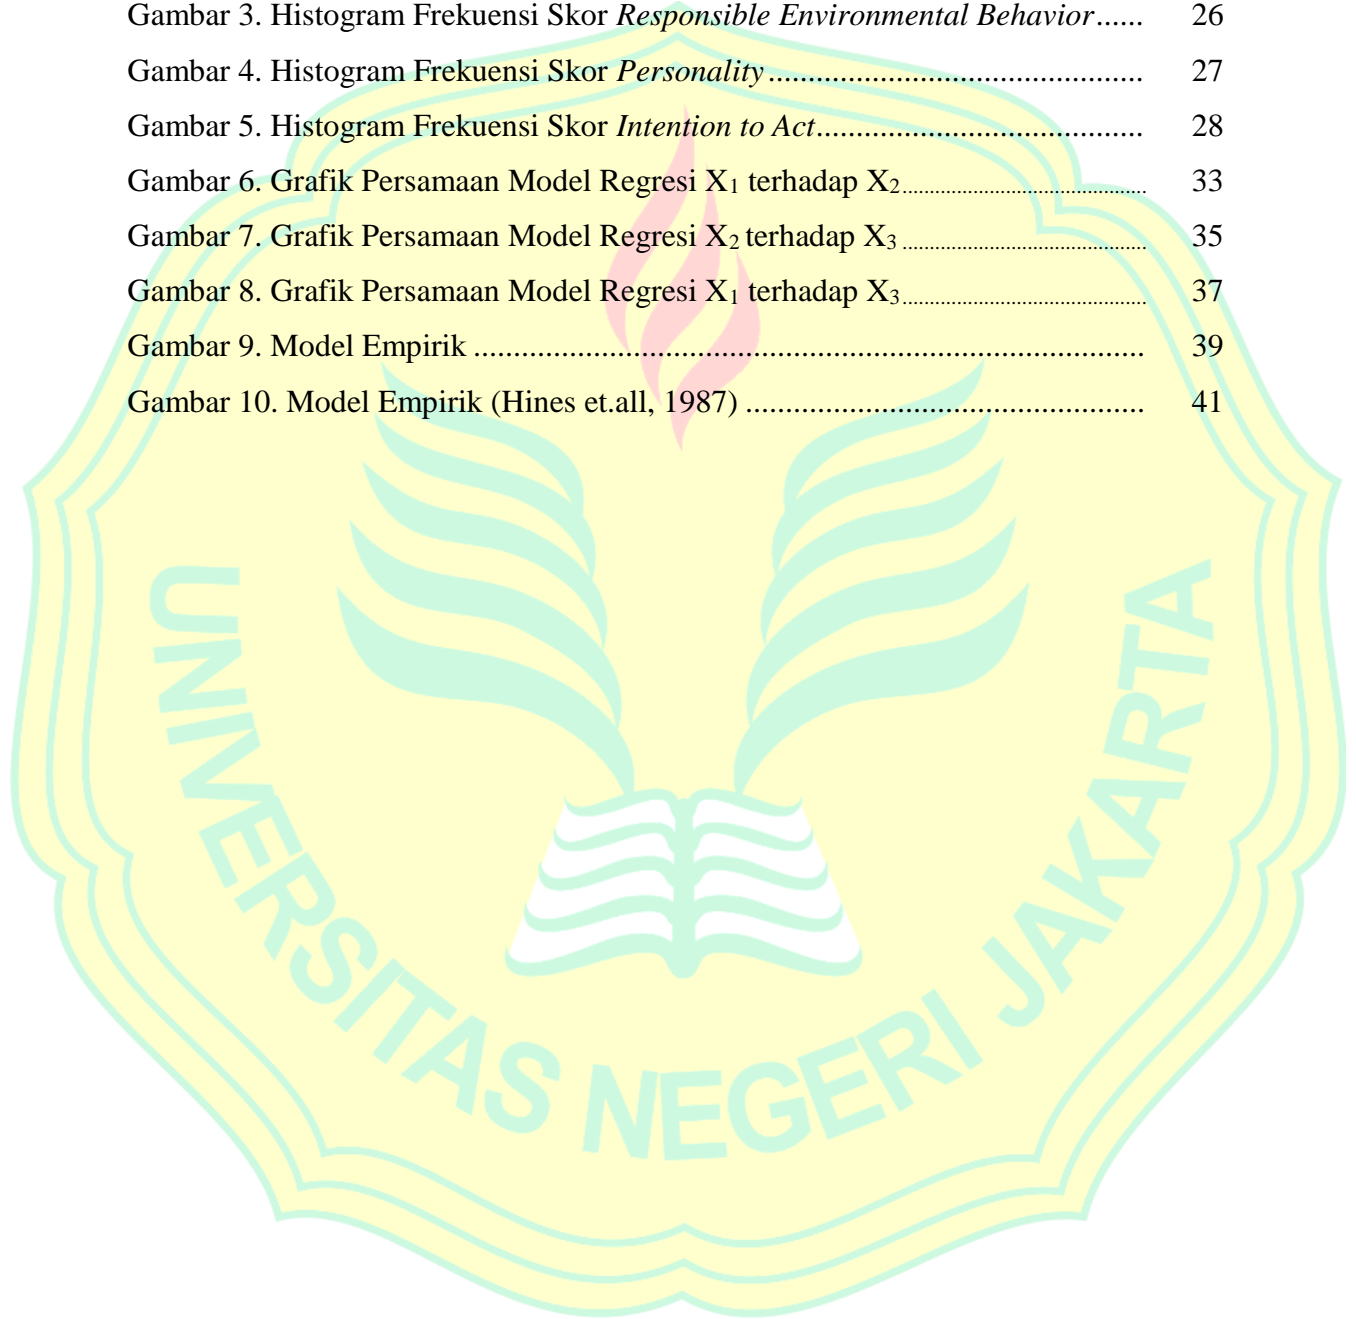 Gambar 3. Histogram Frekuensi Skor Responsible Environmental Behavior...... 26
Gambar 4. Histogram Frekuensi Skor Personality............................................... 27
Gambar 5. Histogram Frekuensi Skor Intention to Act......................................... 28
Gambar 6. Grafik Persamaan Model Regresi X₁ terhadap X₂.......................................... 33
Gambar 7. Grafik Persamaan Model Regresi X₂ terhadap X₃.......................................... 35
Gambar 8. Grafik Persamaan Model Regresi X₁ terhadap X₃.......................................... 37
Gambar 9. Model Empirik ................................................................................... 39
Gambar 10. Model Empirik (Hines et.all, 1987) .................................................. 41
UNIVERSITAS NEGERI JAKARTA